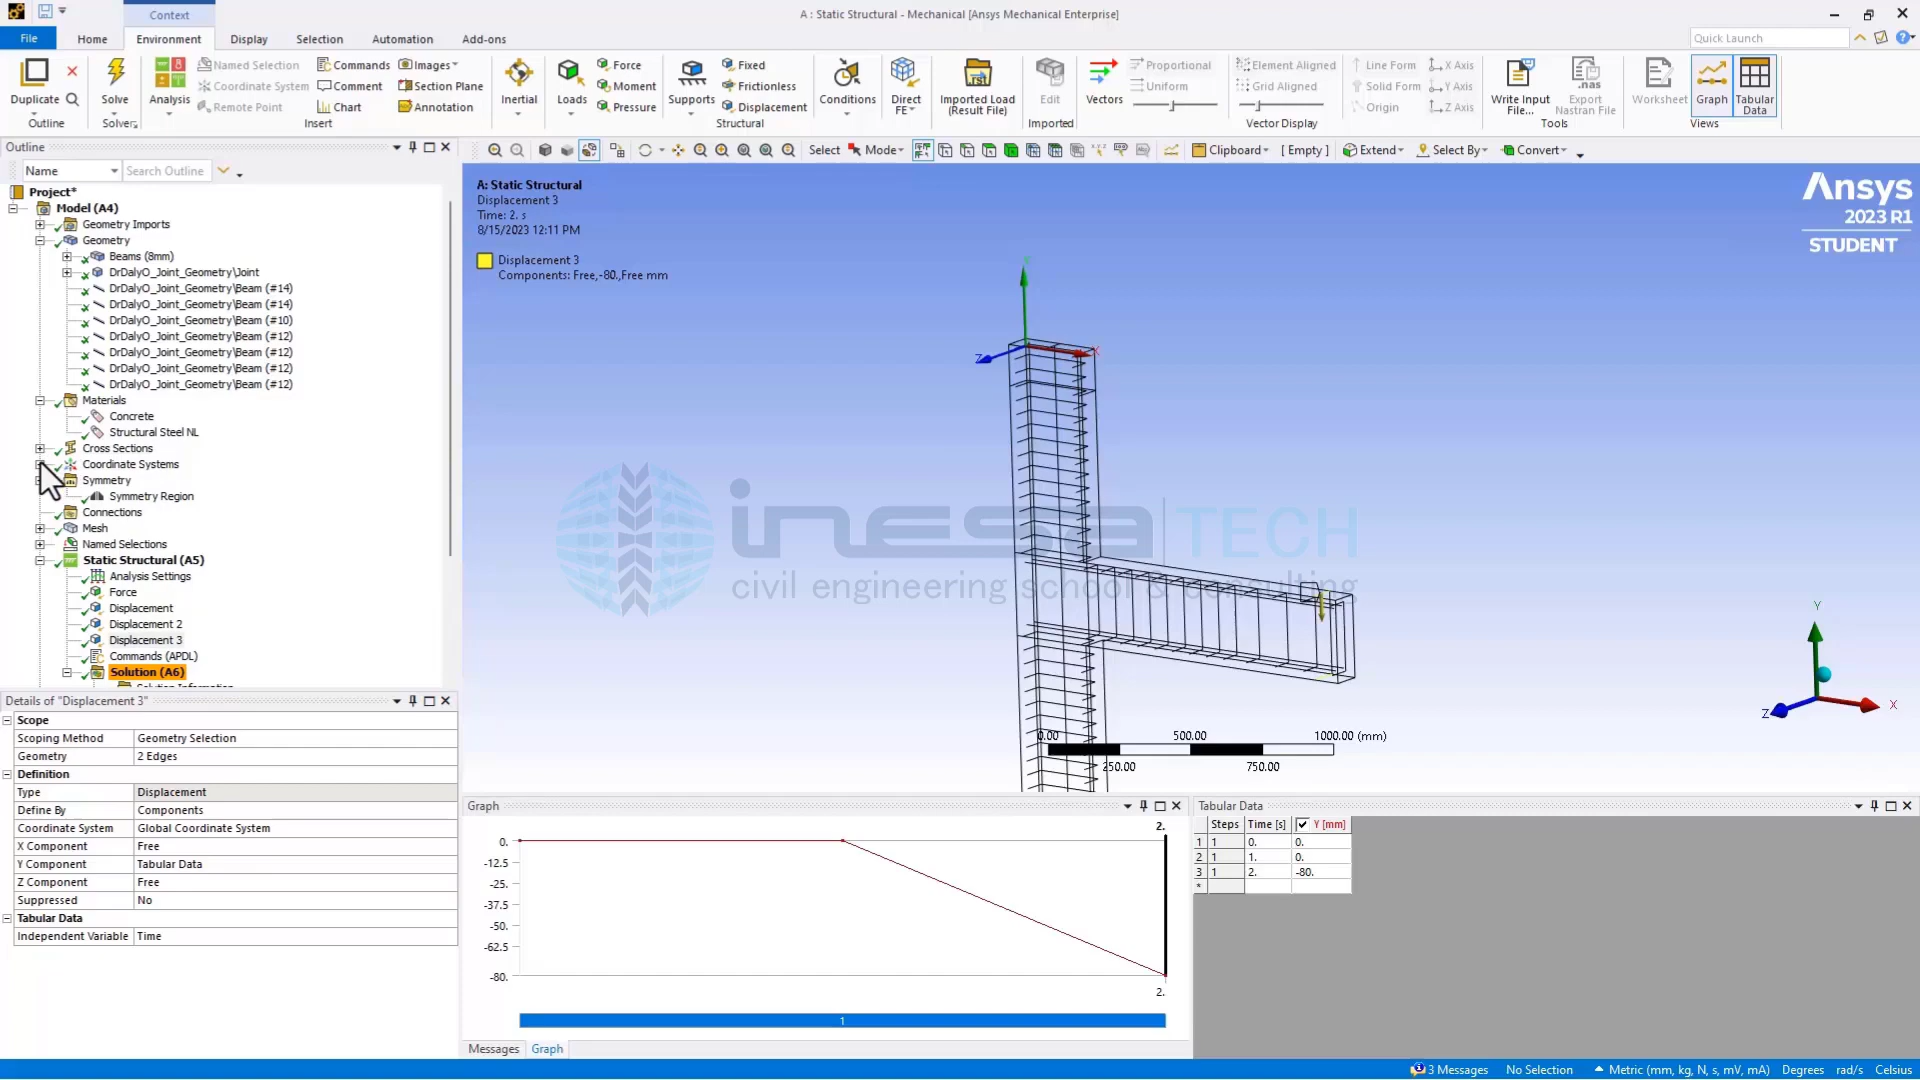 Context
A : Static Structural - Mechanical [Ansys Mechanical Enterprise]
File Home Environment Display Selection Automation Add-ons
Quick Launch
Duplicate
Outline
Solve
Solver
Analysis
Named Selection
Coordinate System
Remote Point
Commands
Comment
Chart
Images
Section Plane
Annotation
Insert
Inertial
Loads
Force
Moment
Pressure
Supports
Fixed
Frictionless
Displacement
Structural
Conditions
Direct
FE
Imported Load
(Result File)
Edit
Imported
Vectors
Proportional
Uniform
Element Aligned
Grid Aligned
Line Form
Solid Form
Origin
X Axis
Y Axis
Z Axis
Vector Display
Write Input
File...
Export
Nastran File
Tools
Worksheet
Graph
Tabular
Data
Views
Outline
Name
Search Outline
Select Mode Clipboard [ Empty ] Extend Select By Convert
Project*
Model (A4)
Geometry Imports
Geometry
Beams (8mm)
DrDalyO_Joint_Geometry\Joint
DrDalyO_Joint_Geometry\Beam (#14)
DrDalyO_Joint_Geometry\Beam (#14)
DrDalyO_Joint_Geometry\Beam (#10)
DrDalyO_Joint_Geometry\Beam (#12)
DrDalyO_Joint_Geometry\Beam (#12)
DrDalyO_Joint_Geometry\Beam (#12)
DrDalyO_Joint_Geometry\Beam (#12)
Materials
Concrete
Structural Steel NL
Cross Sections
Coordinate Systems
Symmetry
Symmetry Region
Connections
Mesh
Named Selections
Static Structural (A5)
Analysis Settings
Force
Displacement
Displacement 2
Displacement 3
Commands (APDL)
Solution (A6)
Solution Information
Details of "Displacement 3"
Scope
Scoping Method Geometry Selection
Geometry 2 Edges
Definition
Type Displacement
Define By Components
Coordinate System Global Coordinate System
X Component Free
Y Component Tabular Data
Z Component Free
Suppressed No
Tabular Data
Independent Variable Time
A: Static Structural
Displacement 3
Time: 2. s
8/15/2023 12:11 PM
Displacement 3
Components: Free,-80.,Free mm
Ansys
2023 R1
STUDENT
Y
Z
X
inesa TECH
civil engineering school & consulting
0.00 500.00 1000.00 (mm)
250.00 750.00
Y
Z
X
Graph
2.
0.
-12.5
-25.
-37.5
-50.
-62.5
-80.
2.
1
Messages Graph
Tabular Data
Steps Time [s] Y [mm]
1 1 0. 0.
2 1 1. 0.
3 1 2. -80.
*
3 Messages No Selection Metric (mm, kg, N, s, mV, mA) Degrees rad/s Celsius